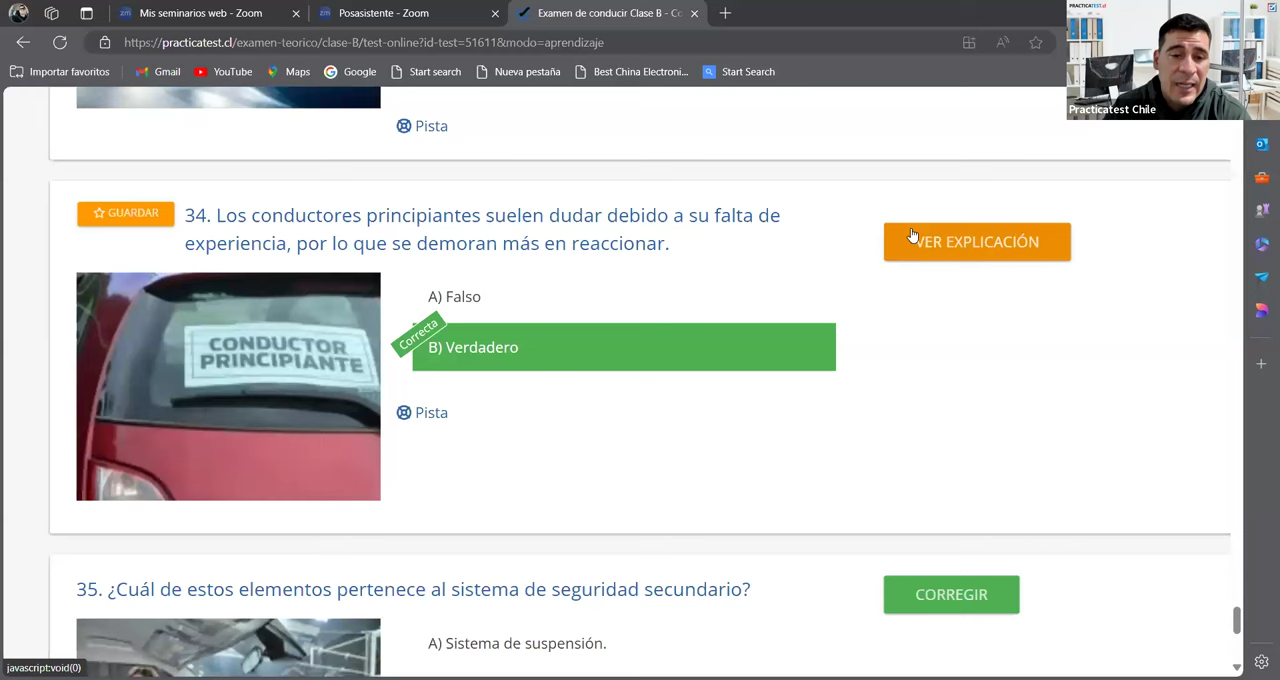 Mis seminarios web - Zoom
Posasistente - Zoom
Examen de conducir Clase B - Co
https://practicatest.cl/examen-teorico/clase-B/test-online?id-test=51611&modo=aprendizaje
Importar favoritos
Gmail
YouTube
Maps
Google
Start search
Nueva pestaña
Best China Electroni...
Start Search
PRACTICATEST.cl
Practicatest Chile
Pista
GUARDAR
34. Los conductores principiantes suelen dudar debido a su falta de
experiencia, por lo que se demoran más en reaccionar.
VER EXPLICACIÓN
CONDUCTOR
PRINCIPIANTE
A) Falso
Correcta
B) Verdadero
Pista
35. ¿Cuál de estos elementos pertenece al sistema de seguridad secundario?
CORREGIR
A) Sistema de suspensión.
javascript:void(0)